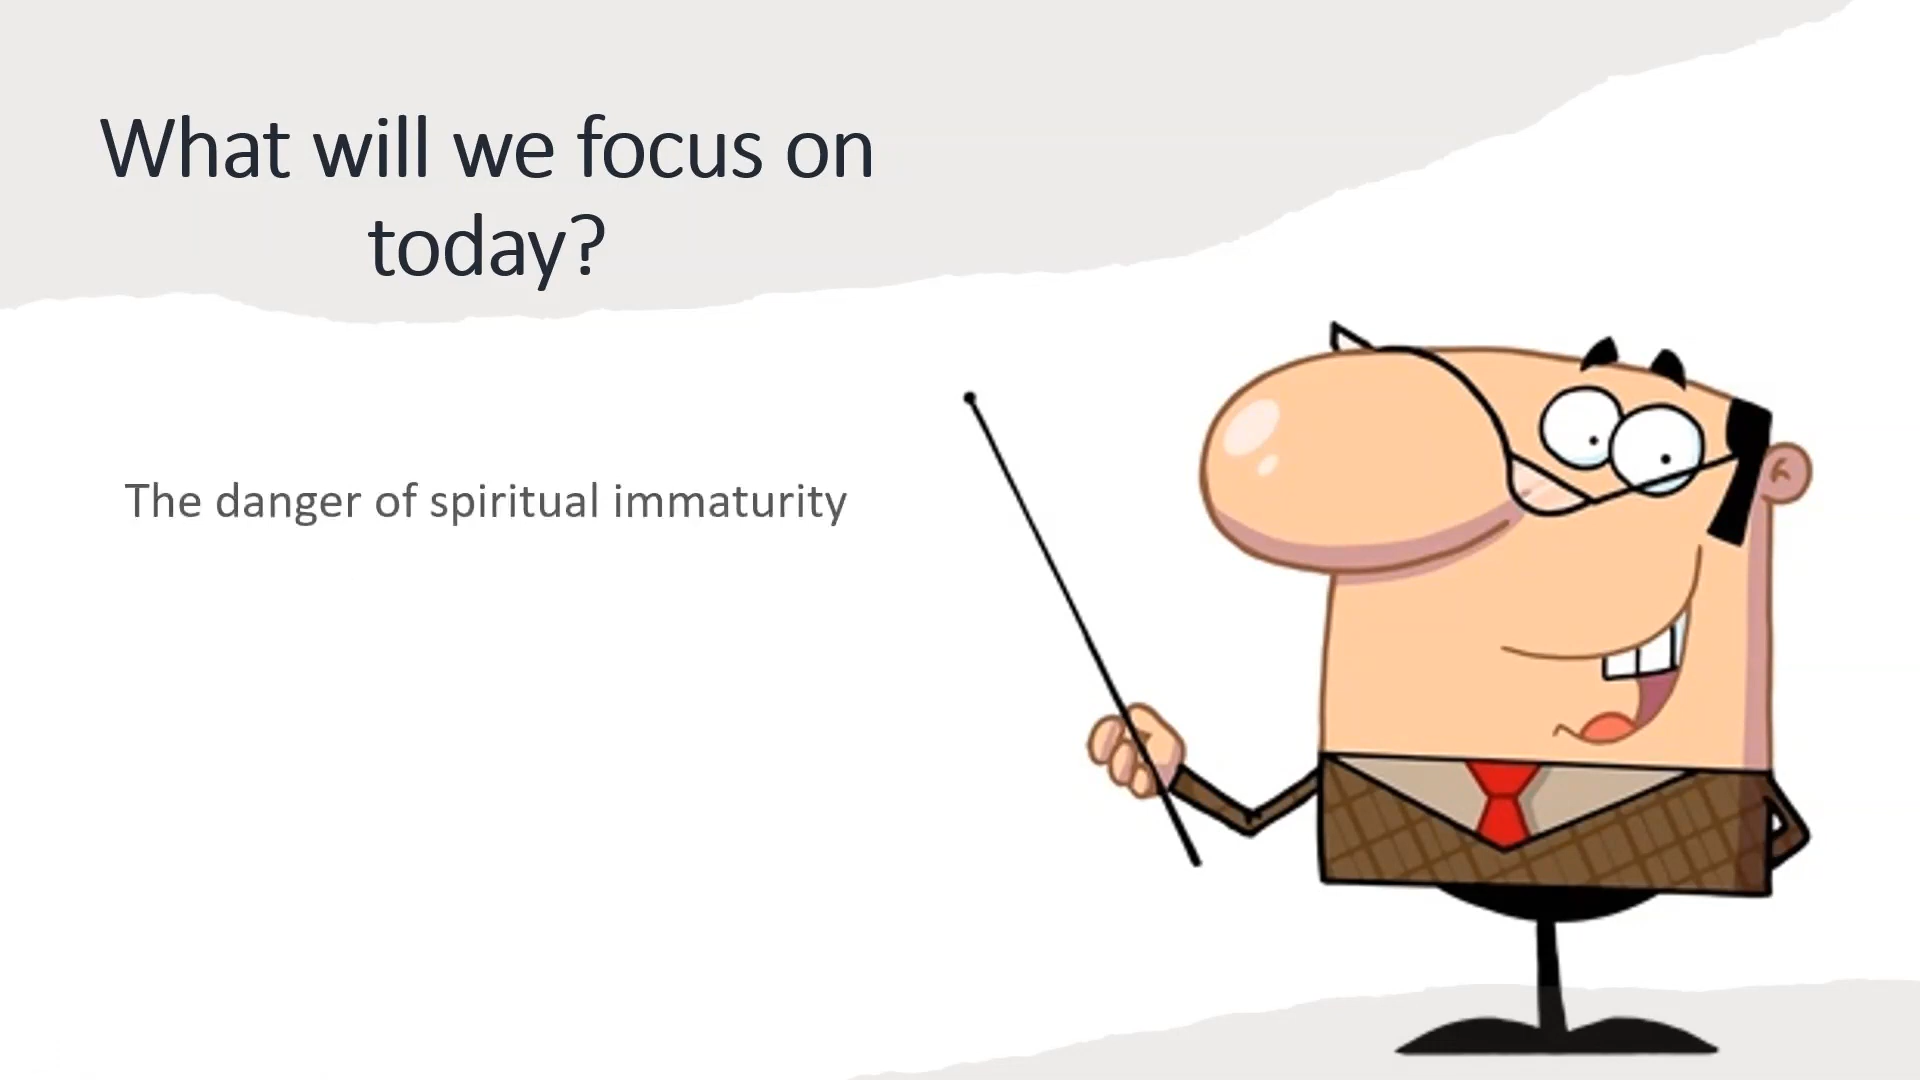 What will we focus on
today?
The danger of spiritual immaturity